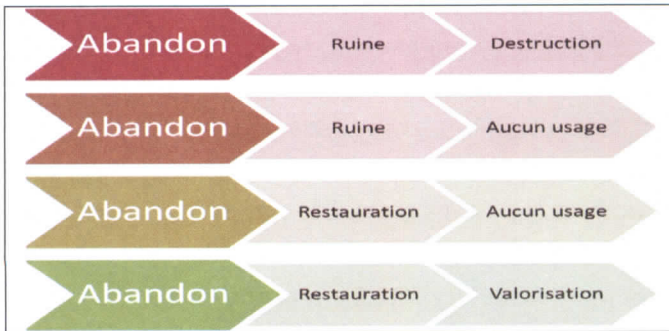 Abandon Ruine Destruction
Abandon Ruine Aucun usage
Abandon Restauration Aucun usage
Abandon Restauration Valorisation